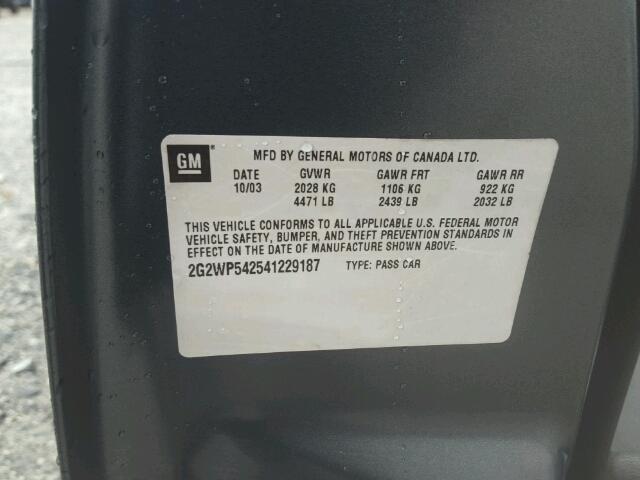 GM MFD BY GENERAL MOTORS OF CANADA LTD.
DATE GVWR GAWR FRT GAWR RR
10/03 2028 KG 1106 KG 922 KG
4471 LB 2439 LB 2032 LB
THIS VEHICLE CONFORMS TO ALL APPLICABLE U.S. FEDERAL MOTOR
VEHICLE SAFETY, BUMPER, AND THEFT PREVENTION STANDARDS IN
EFFECT ON THE DATE OF MANUFACTURE SHOWN ABOVE.
2G2WP542541229187 TYPE: PASS CAR